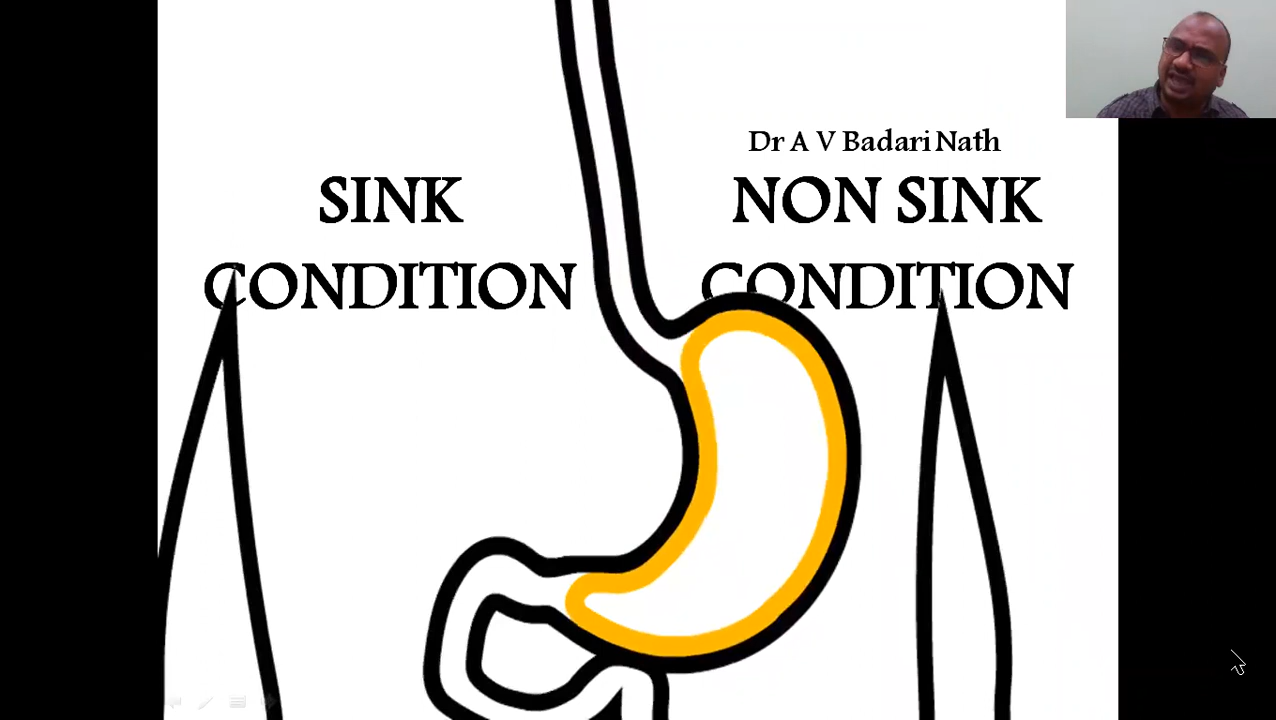 SINK
CONDITION
Dr A V Badari Nath
NON SINK
CONDITION